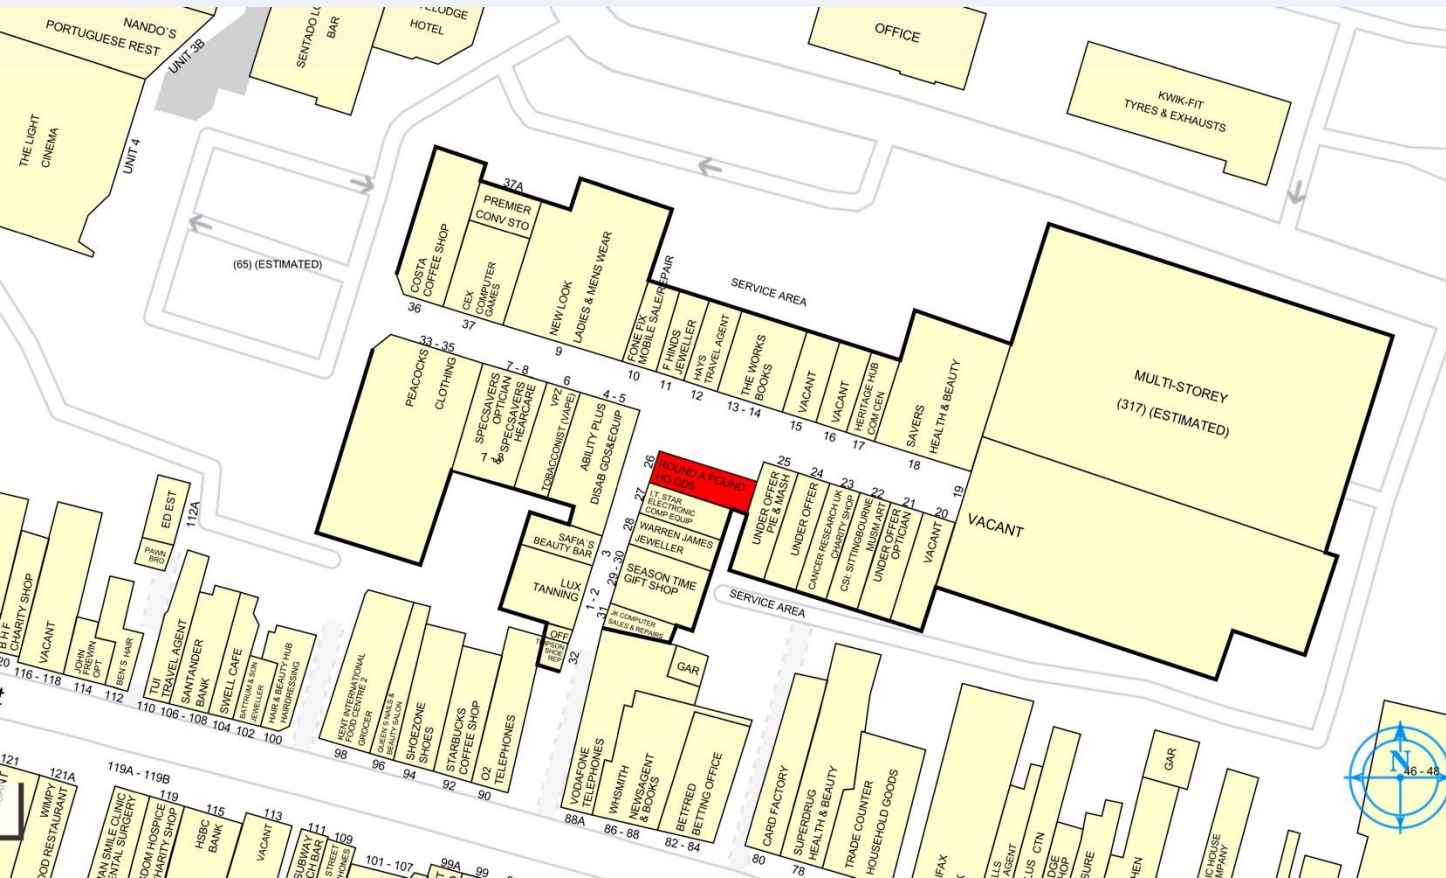 NANDO`S
PORTUGUESE REST
UNIT 3B
SENTADO
BAR
HOTEL
OFFICE
KWIK-FIT
TYRES & EXHAUSTS
THE LIGHT
CINEMA
UNIT 4
(65) (ESTIMATED)
37A
PREMIER
CONV STO
COSTA
COFFEE SHOP
36
CEX
COMPUTER
GAMES
37
NEW LOOK
LADIES & MENS WEAR
9
SERVICE AREA
FONE FIX
MOBILE SALE/REPAIR
10
F HINDS
JEWELLER
11
HAYS
TRAVEL AGENT
12
THE WORKS
BOOKS
13 - 14
VACANT
15
VACANT
16
HERITAGE HUB
COM CEN
17
SAVERS
HEALTH & BEAUTY
18
MULTI-STOREY
(317) (ESTIMATED)
19
VACANT
33 - 35
PEACOCKS
CLOTHING
7 - 8
SPECSAVERS
OPTICIAN
SPECSAVERS
HEARCARE
6
VPZ
TOBACCONIST (VAPE)
4 - 5
ABILITY PLUS
DISAB GDS&EQUIP
26
ROUND A POUND
HO GDS
27
I.T. STAR
ELECTRONIC
COMP EQUIP
28
WARREN JAMES
JEWELLER
29 - 30
SEASON TIME
GIFT SHOP
31
JK COMPUTER
SALES & REPAIRS
25
UNDER OFFER
PIE & MASH
24
UNDER OFFER
23
CANCER RESEARCH UK
CHARITY SHOP
22
CSI: SITTINGBOURNE
MUSM ART
21
UNDER OFFER
OPTICIAN
20
VACANT
SERVICE AREA
SAFIA`S
BEAUTY BAR
3
LUX
TANNING
1 - 2
OFF
SHOE
REP
32
ED EST
112A
PAWN
BRO
B H F
CHARITY SHOP
VACANT
116 - 118
JOHN
FREWIN
OPT
114
BEN`S HAIR
112
TUI
TRAVEL AGENT
110
SANTANDER
BANK
106 - 108
SWELL CAFE
104
BATTRUM & SON
JEWELLER
102
HAIR & BEAUTY HUB
HAIRDRESSING
100
KENT INTERNATIONAL
FOOD CENTRE 2
GROCER
98
QUEEN`S NAILS &
BEAUTY SALON
96
SHOEZONE
SHOES
94
STARBUCKS
COFFEE SHOP
92
O2
TELEPHONES
90
GAR
VODAFONE
TELEPHONES
88A
WHSMITH
NEWSAGENT
& BOOKS
86 - 88
BETFRED
BETTING OFFICE
82 - 84
CARD FACTORY
80
SUPERDRUG
HEALTH & BEAUTY
78
TRADE COUNTER
HOUSEHOLD GOODS
GAR
N
46 - 48
121
121A
WIMPY
RESTAURANT
119A - 119B
SMILE CLINIC
SURGERY
119
HOSPICE
CHARITY SHOP
115
HSBC
BANK
113
VACANT
111
SUBWAY
BAR
109
STREET
101 - 107
99A
99